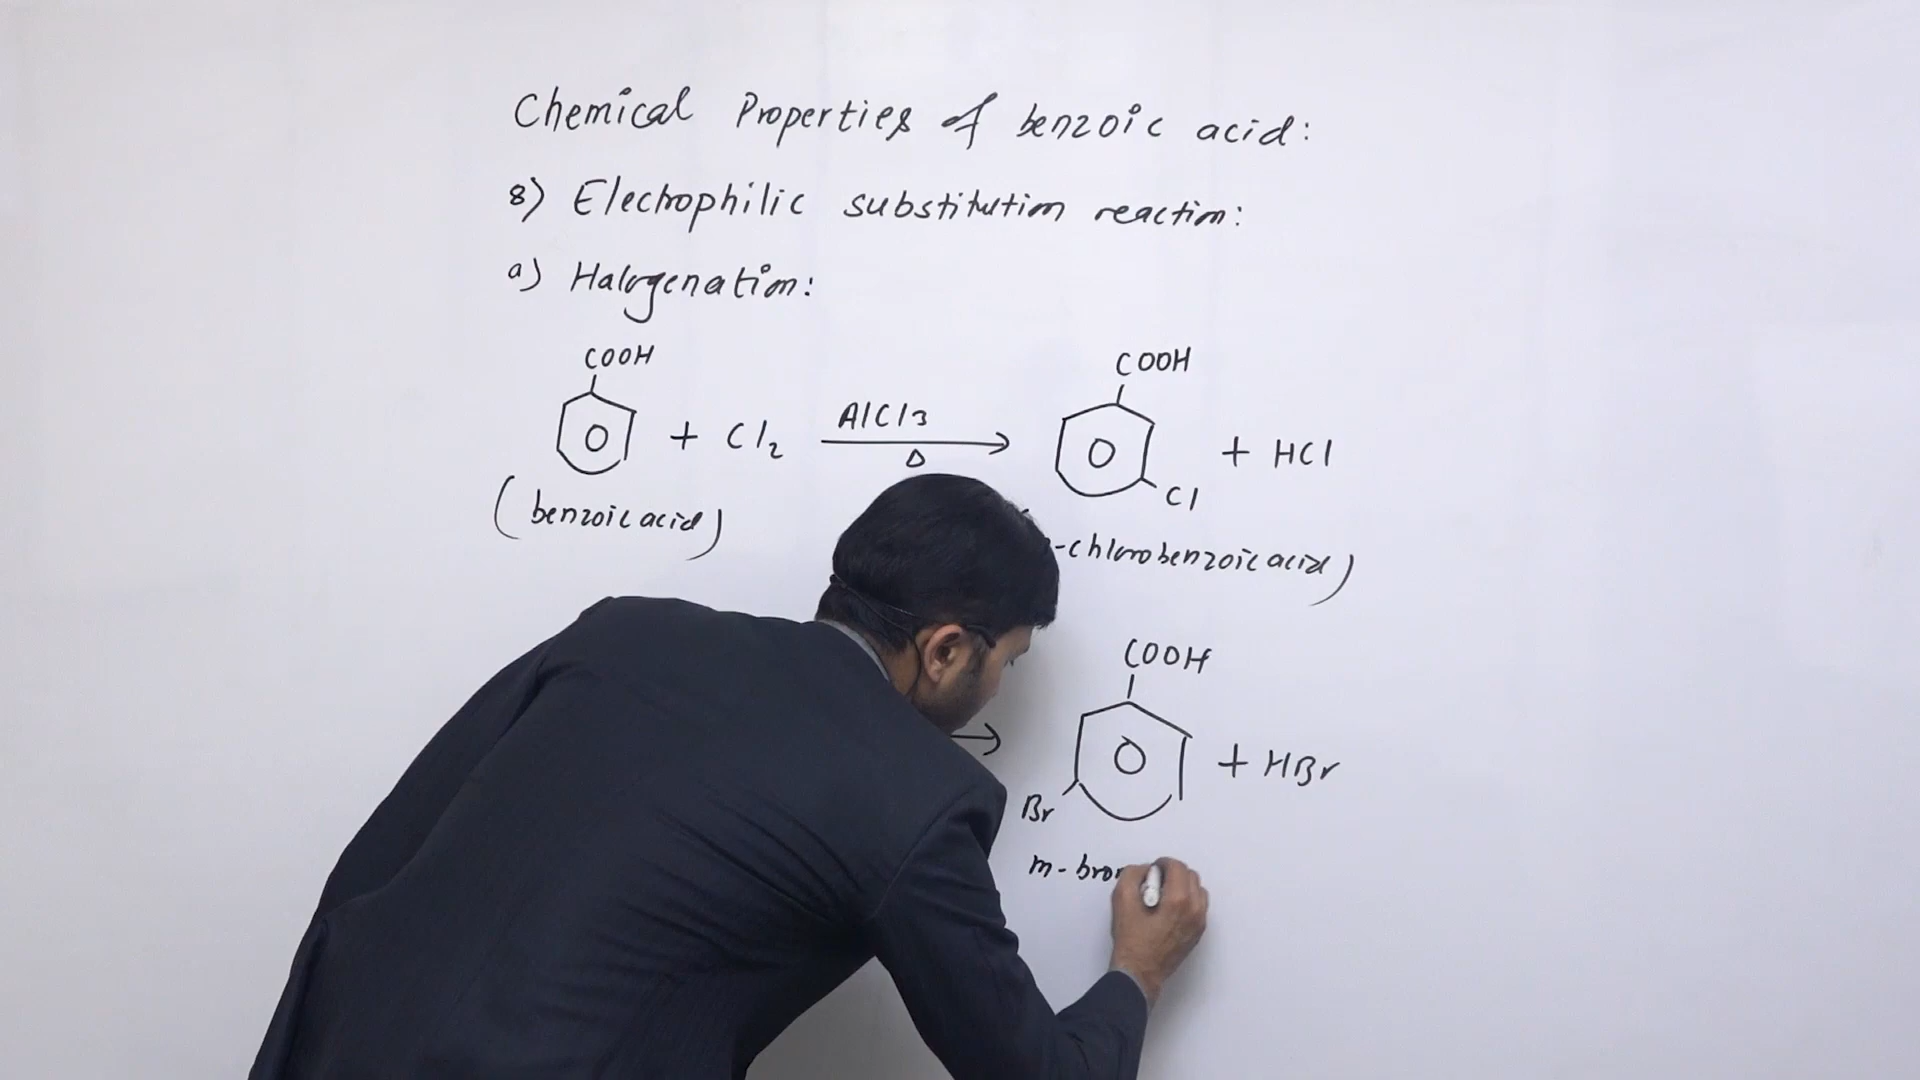 Chemical Properties of benzoic acid:
8) Electrophilic substitution reaction:
a) Halogenation:
COOH
+ Cl2
AlCl3
Δ
COOH
Cl
+ HCl
(benzoic acid)
-chlorobenzoic acid)
COOH
Br
+ HBr
m-bro